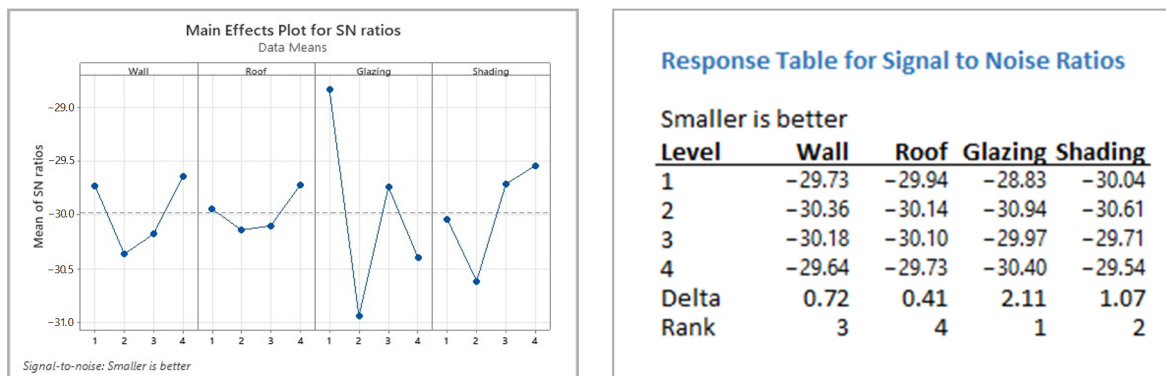 Main Effects Plot for SN ratios
Data Means
Wall Roof Glazing Shading
Mean of SN ratios
−29.0
−29.5
−30.0
−30.5
−31.0
1 2 3 4 1 2 3 4 1 2 3 4 1 2 3 4
Signal-to-noise: Smaller is better
Response Table for Signal to Noise Ratios
Smaller is better
Level Wall Roof Glazing Shading
1 −29.73 −29.94 −28.83 −30.04
2 −30.36 −30.14 −30.94 −30.61
3 −30.18 −30.10 −29.97 −29.71
4 −29.64 −29.73 −30.40 −29.54
Delta 0.72 0.41 2.11 1.07
Rank 3 4 1 2